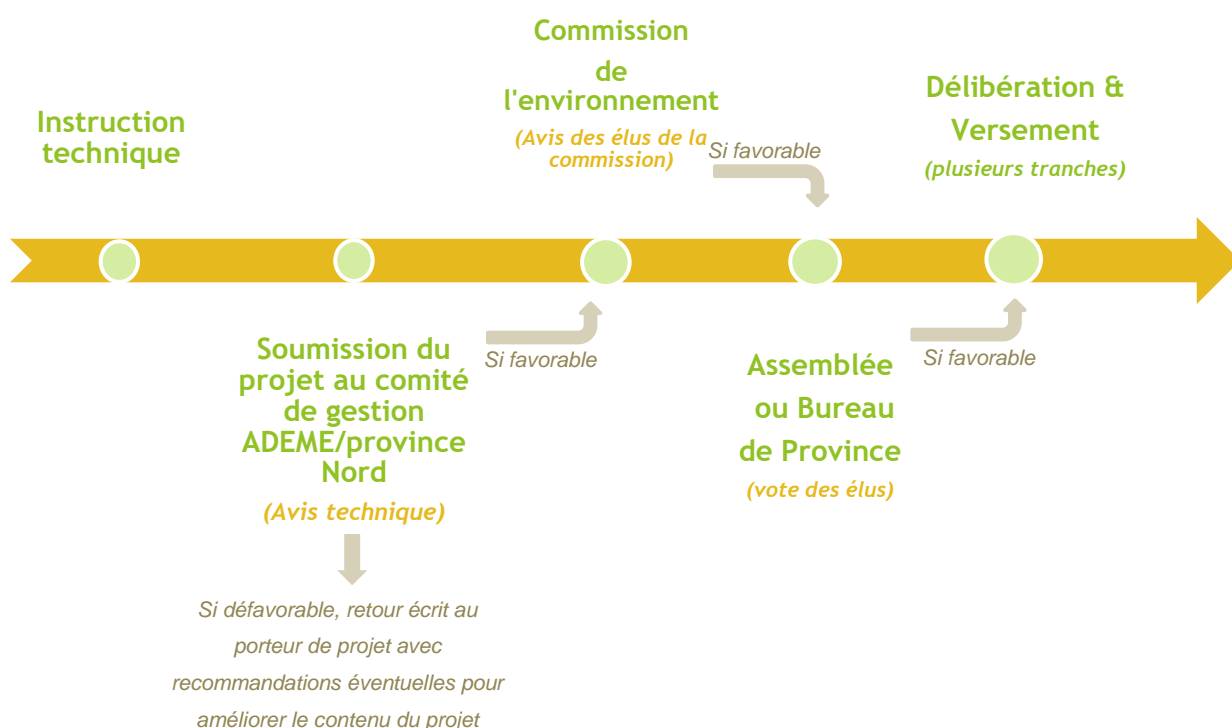 Instruction
technique
Soumission du
projet au comité
de gestion
ADEME/province
Nord
(Avis technique)
Si défavorable, retour écrit au
porteur de projet avec
recommandations éventuelles pour
améliorer le contenu du projet
Si favorable
Commission
de
l'environnement
(Avis des élus de la
commission)
Si favorable
Assemblée
ou Bureau
de Province
(vote des élus)
Si favorable
Délibération &
Versement
(plusieurs tranches)